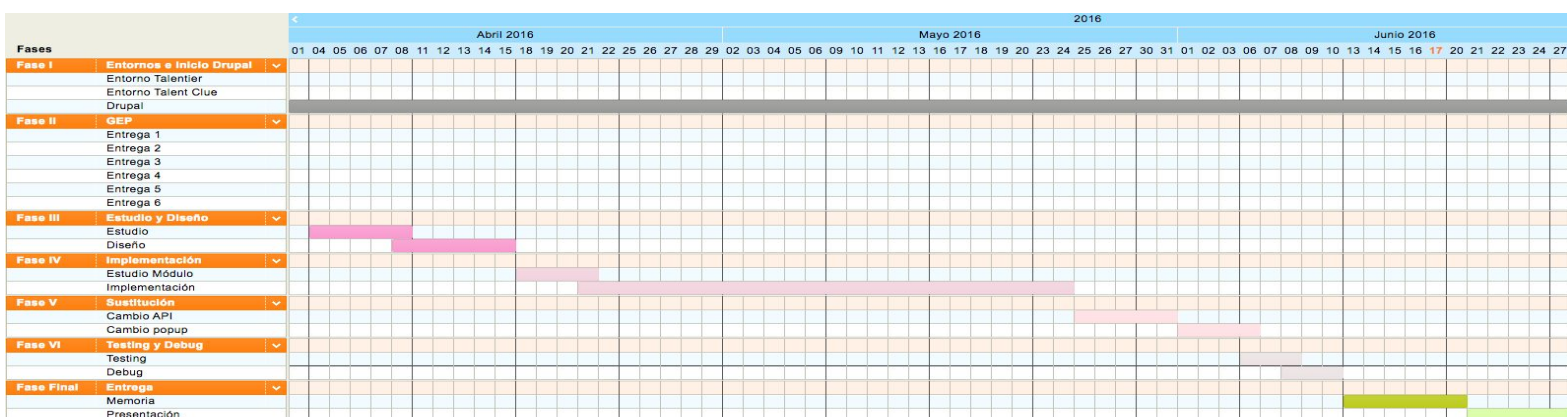 2016
Abril 2016 Mayo 2016 Junio 2016
Fases 01 04 05 06 07 08 11 12 13 14 15 18 19 20 21 22 25 26 27 28 29 02 03 04 05 06 09 10 11 12 13 16 17 18 19 20 23 24 25 26 27 30 31 01 02 03 06 07 08 09 10 13 14 15 16 17 20 21 22 23 24 27
Fase I Entornos e Inicio Drupal
Entorno Talentier
Entorno Talent Clue
Drupal
Fase II GEP
Entrega 1
Entrega 2
Entrega 3
Entrega 4
Entrega 5
Entrega 6
Fase III Estudio y Diseño
Estudio
Diseño
Fase IV Implementación
Estudio Módulo
Implementación
Fase V Sustitución
Cambio API
Cambio popup
Fase VI Testing y Debug
Testing
Debug
Fase Final Entrega
Memoria
Presentación